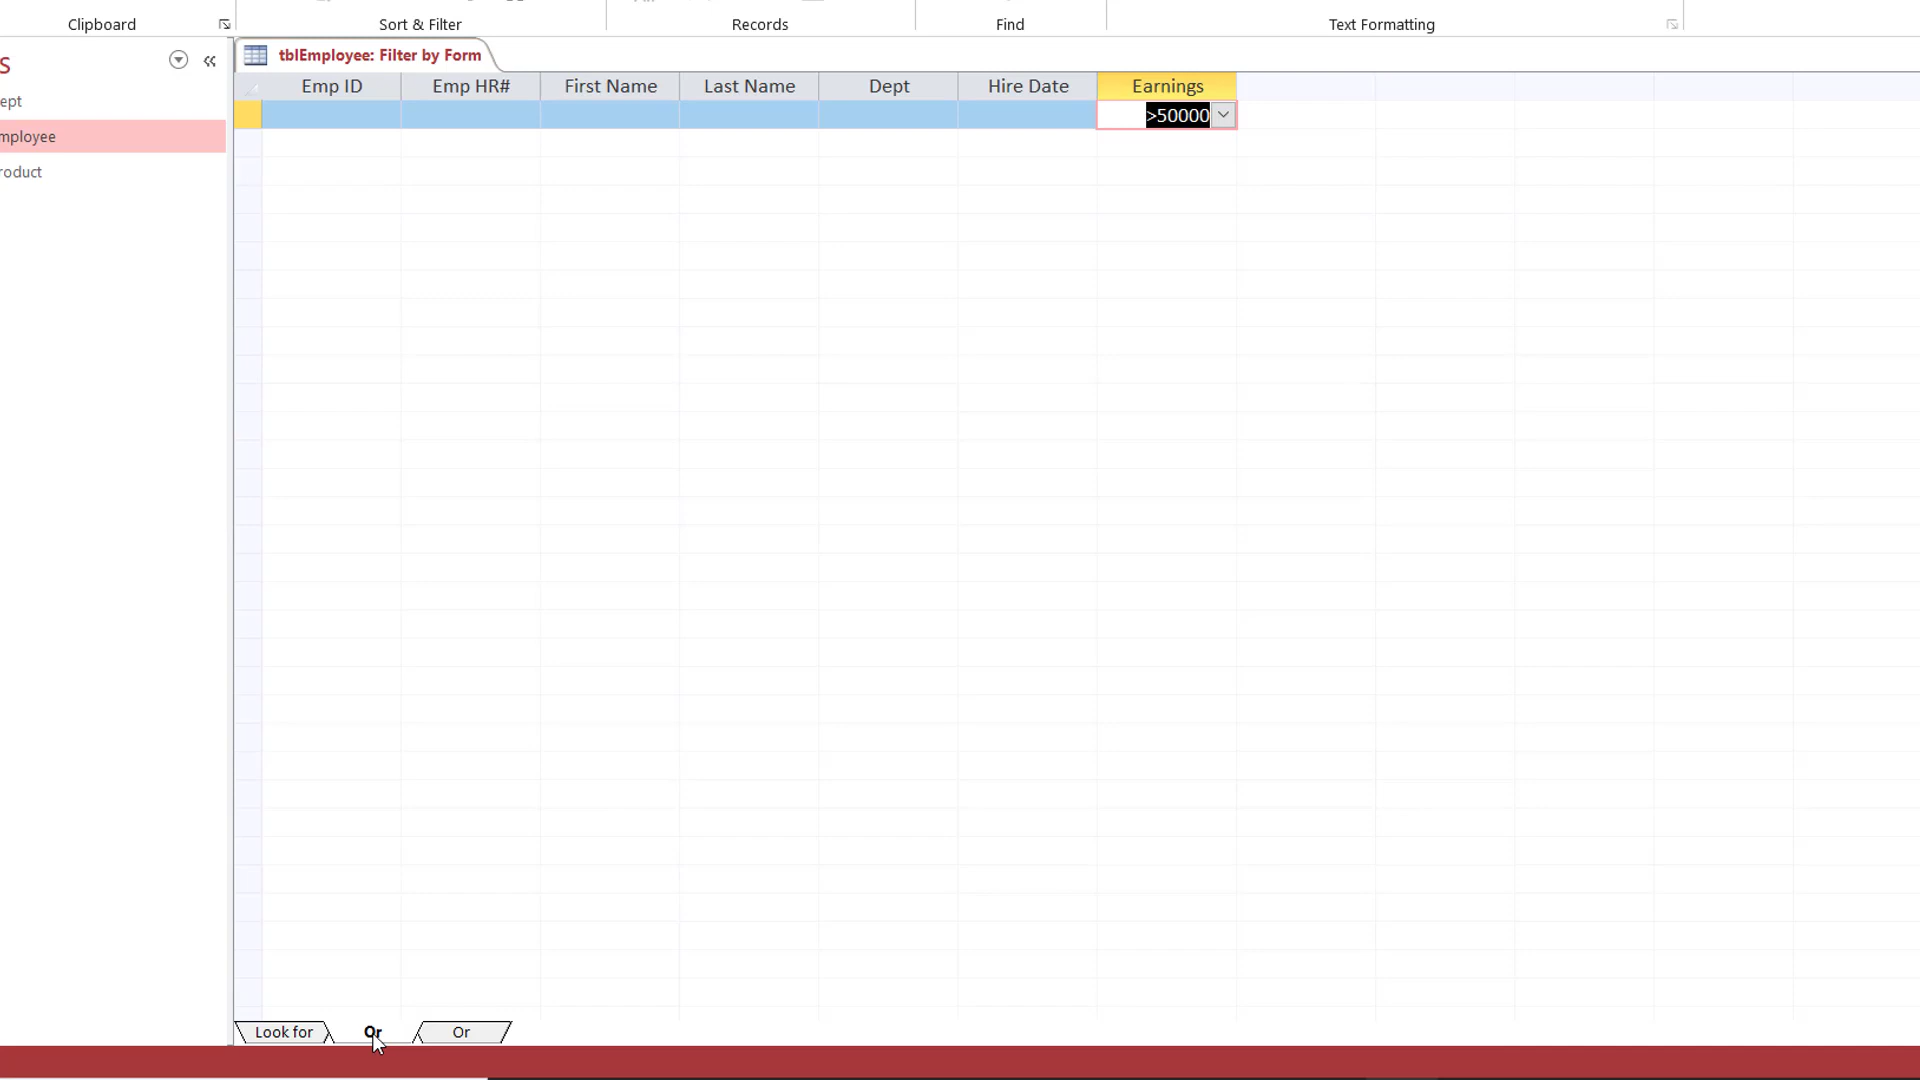 Clipboard
Sort & Filter
Records
Find
Text Formatting
S
ept
mployee
roduct
tblEmployee: Filter by Form
Emp ID
Emp HR#
First Name
Last Name
Dept
Hire Date
Earnings
>50000
Look for
Or
Or